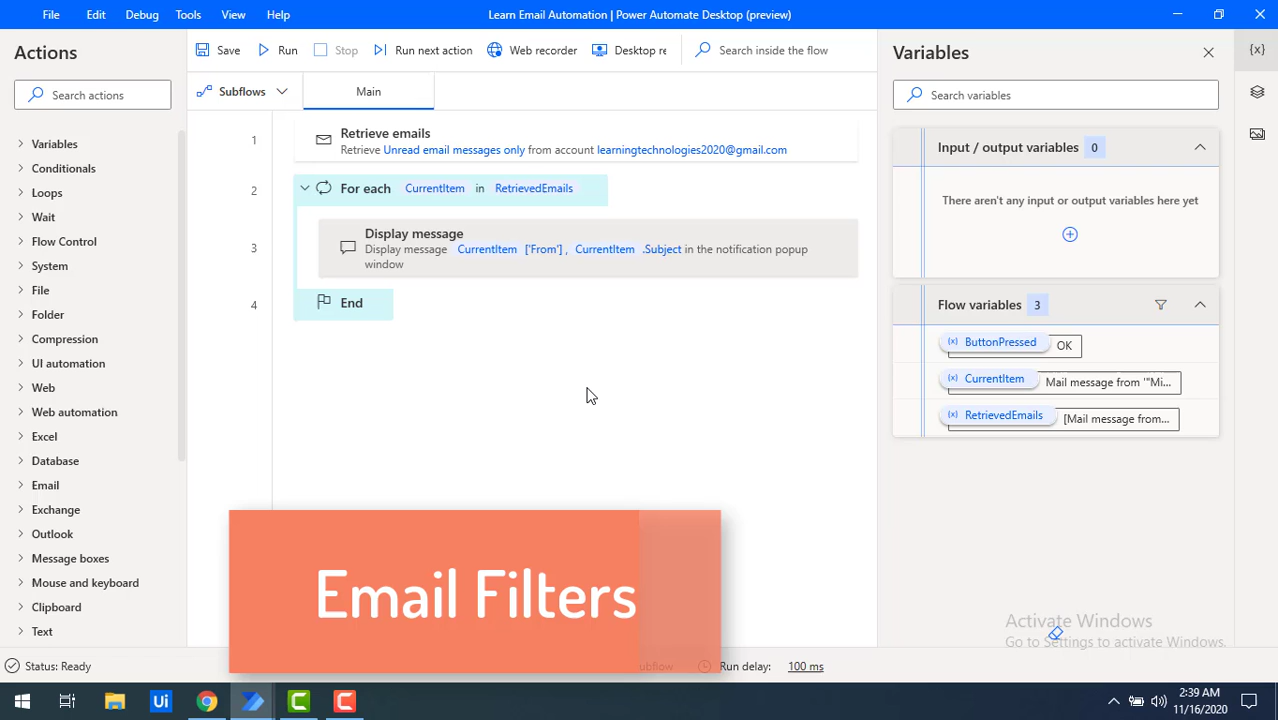 File Edit Debug Tools View Help Learn Email Automation | Power Automate Desktop (preview)
Actions
Search actions
Variables
Conditionals
Loops
Wait
Flow Control
System
File
Folder
Compression
UI automation
Web
Web automation
Excel
Database
Email
Exchange
Outlook
Message boxes
Mouse and keyboard
Clipboard
Text
Save Run Stop Run next action Web recorder Desktop re Search inside the flow
Subflows Main
1 Retrieve emails
Retrieve Unread email messages only from account learningtechnologies2020@gmail.com
2 For each CurrentItem in RetrievedEmails
3 Display message
Display message CurrentItem ['From'] , CurrentItem .Subject in the notification popup
window
4 End
Email Filters
Variables {x}
Search variables
Input / output variables 0
There aren't any input or output variables here yet
Flow variables 3
(x) ButtonPressed OK
(x) CurrentItem Mail message from '"Mi...
(x) RetrievedEmails [Mail message from...
Activate Windows
Go to Settings to activate Windows.
Status: Ready ubflow Run delay: 100 ms
Ui C C 2:39 AM
11/16/2020